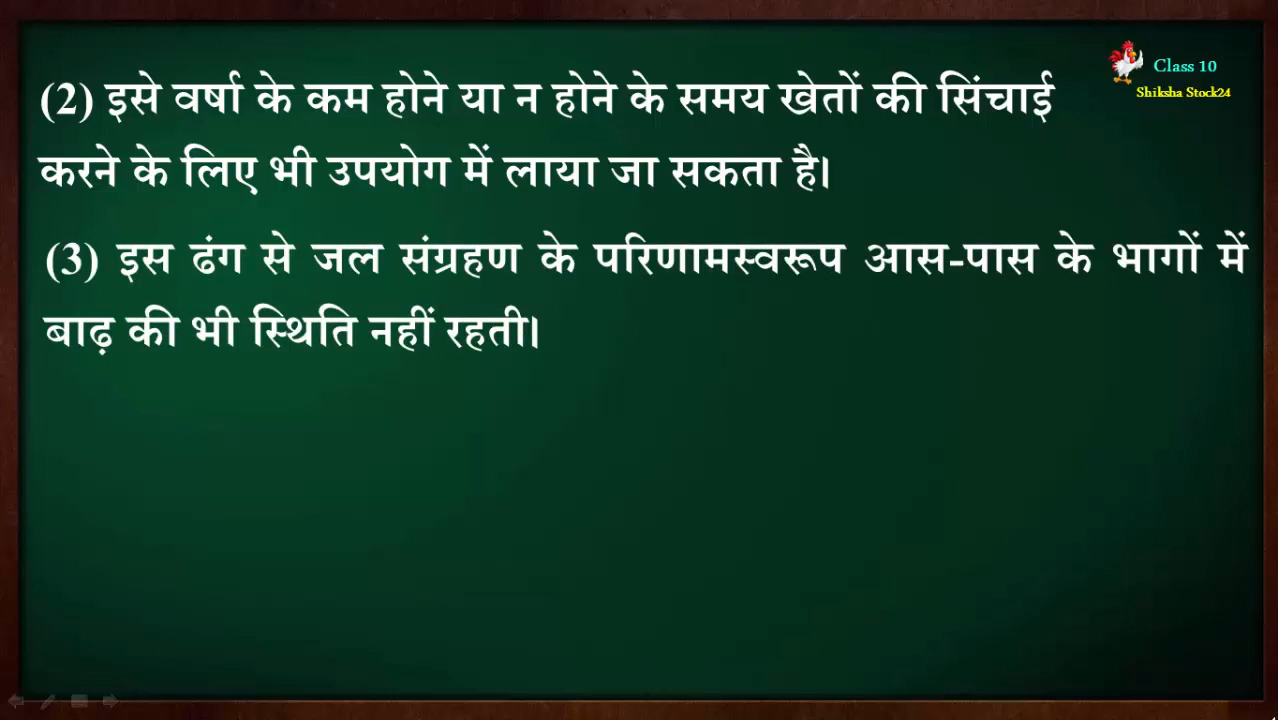 Class 10
Shiksha Stock24
(2) इसे वर्षा के कम होने या न होने के समय खेतों की सिंचाई
करने के लिए भी उपयोग में लाया जा सकता है।
(3) इस ढंग से जल संग्रहण के परिणामस्वरूप आस-पास के भागों में
बाढ़ की भी स्थिति नहीं रहती।